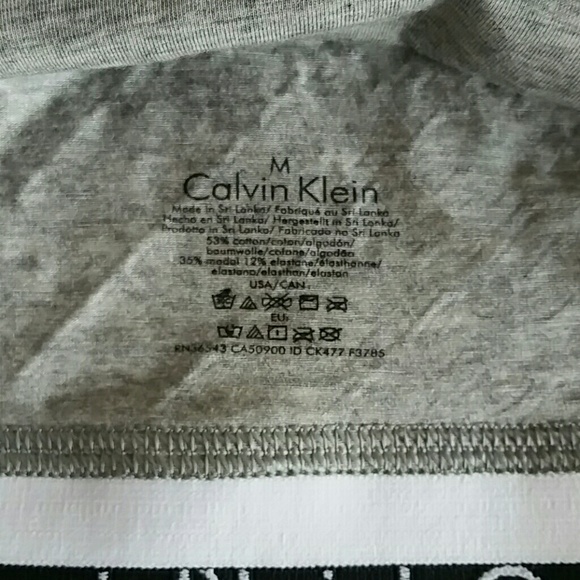 M
Calvin Klein
Made in Sri Lanka/ Fabriqué au Sri Lanka
Hecho en Sri Lanka/ Hergestellt in Sri Lanka/
Prodotto in Sri Lanka/ Fabricado no Sri Lanka
53% cotton/coton/algodón/
baumwolle/cotone/algodão
35% modal 12% elastane/élasthanne/
elastano/elasthan/elastan
USA/CAN:
EU:
RN36543 CA50900 ID CK477 F3785